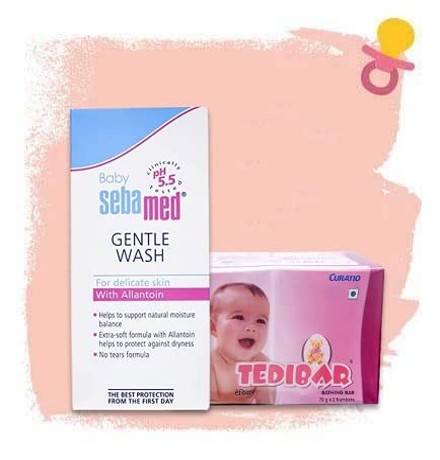 Baby
clinically
pH
5.5
tested
sebamed®
GENTLE
WASH
For delicate skin
With Allantoin
• Helps to support natural moisture
balance
• Extra-soft formula with Allantoin
helps to protect against dryness
• No tears formula
THE BEST PROTECTION
FROM THE FIRST DAY
CURATIO
TEDIBAR
BATHING BAR